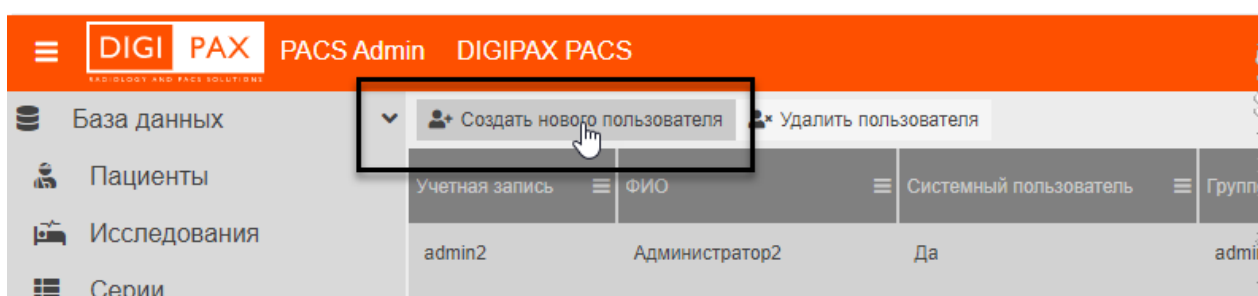 DIGI PAX PACS Admin DIGIPAX PACS
RADIOLOGY AND PACS SOLUTIONS
База данных Создать нового пользователя Удалить пользователя
Пациенты
Учетная запись ФИО Системный пользователь
Исследования
admin2 Администратор2 Да
Серии